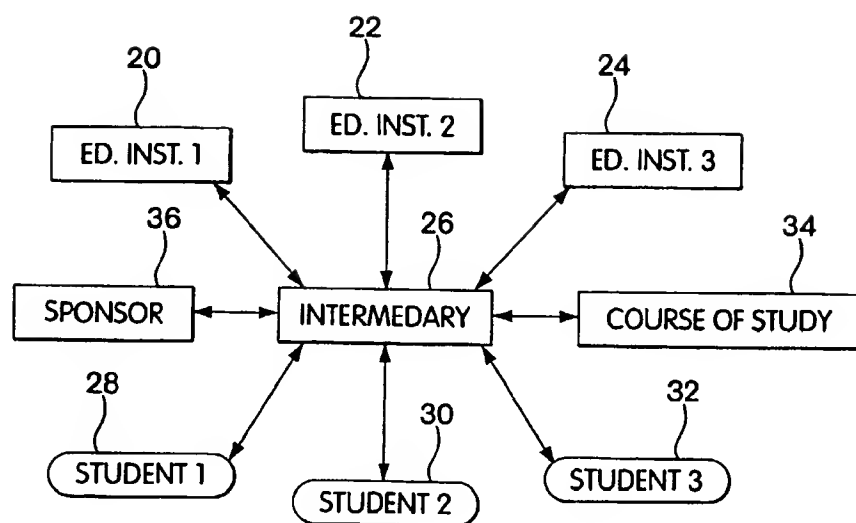 22
20
24
ED. INST. 1
ED. INST. 2
ED. INST. 3
36
26
34
SPONSOR
INTERMEDARY
COURSE OF STUDY
28
30
32
STUDENT 1
STUDENT 2
STUDENT 3